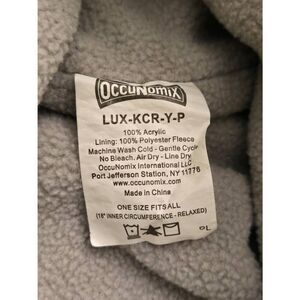 OCCUNOMIX
LUX-KCR-Y-P
100% Acrylic
Lining: 100% Polyester Fleece
Machine Wash Cold - Gentle Cycle
No Bleach. Air Dry - Line Dry
OccuNomix International LLC
Port Jefferson Station, NY 11776
www.occunomix.com
Made in China
ONE SIZE FITS ALL
(18" INNER CIRCUMFERENCE - RELAXED)
PL